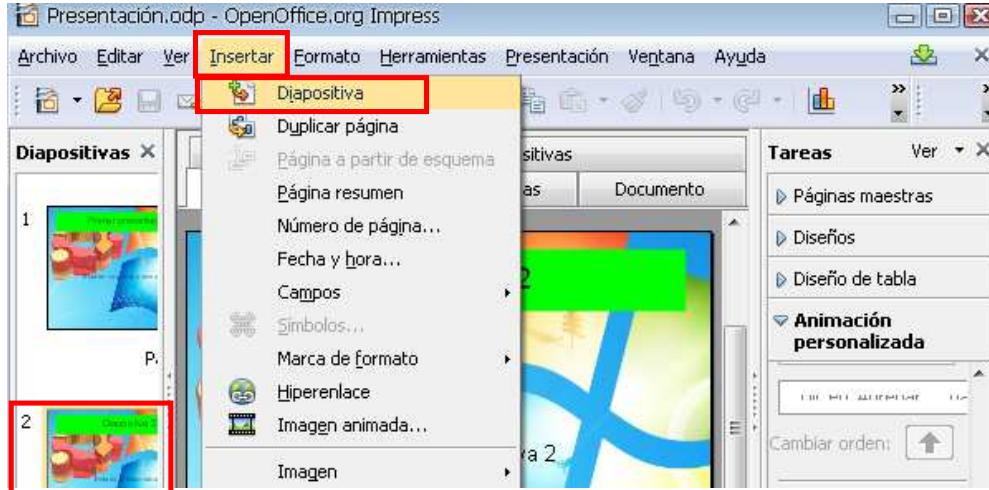 Presentación.odp - OpenOffice.org Impress
Archivo Editar Ver Insertar Formato Herramientas Presentación Ventana Ayuda
Diapositiva
Duplicar página
Página a partir de esquema
Página resumen
Número de página...
Fecha y hora...
Campos
Símbolos...
Marca de formato
Hiperenlace
Imagen animada...
Imagen
Diapositivas
1
P.
2
Diapositiva 2
sitivas
as Documento
2
va 2
Tareas Ver
Páginas maestras
Diseños
Diseño de tabla
Animación
personalizada
Cambiar orden: